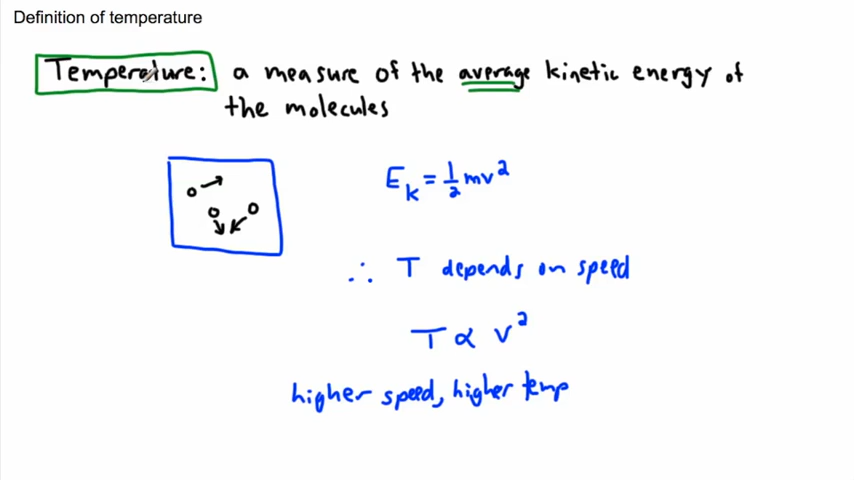 Definition of temperature
Temperature: a measure of the average kinetic energy of
the molecules
E_k = ½mv²
∴ T depends on speed
T ∝ v²
higher speed, higher temp